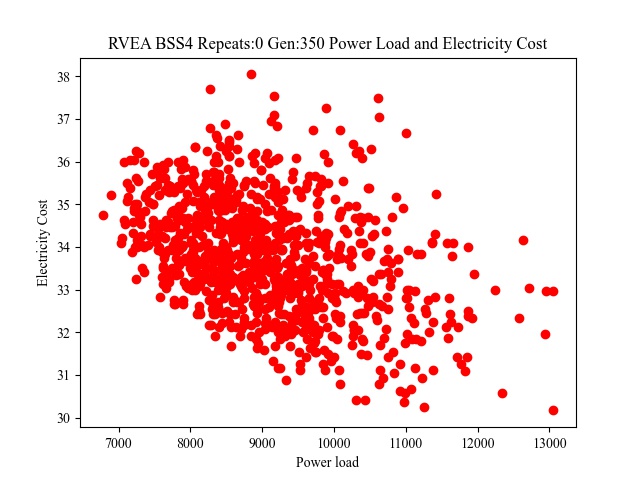 RVEA BSS4 Repeats:0 Gen:350 Power Load and Electricity Cost
38
37
36
35
34
33
32
31
30
Electricity Cost
7000 8000 9000 10000 11000 12000 13000
Power load